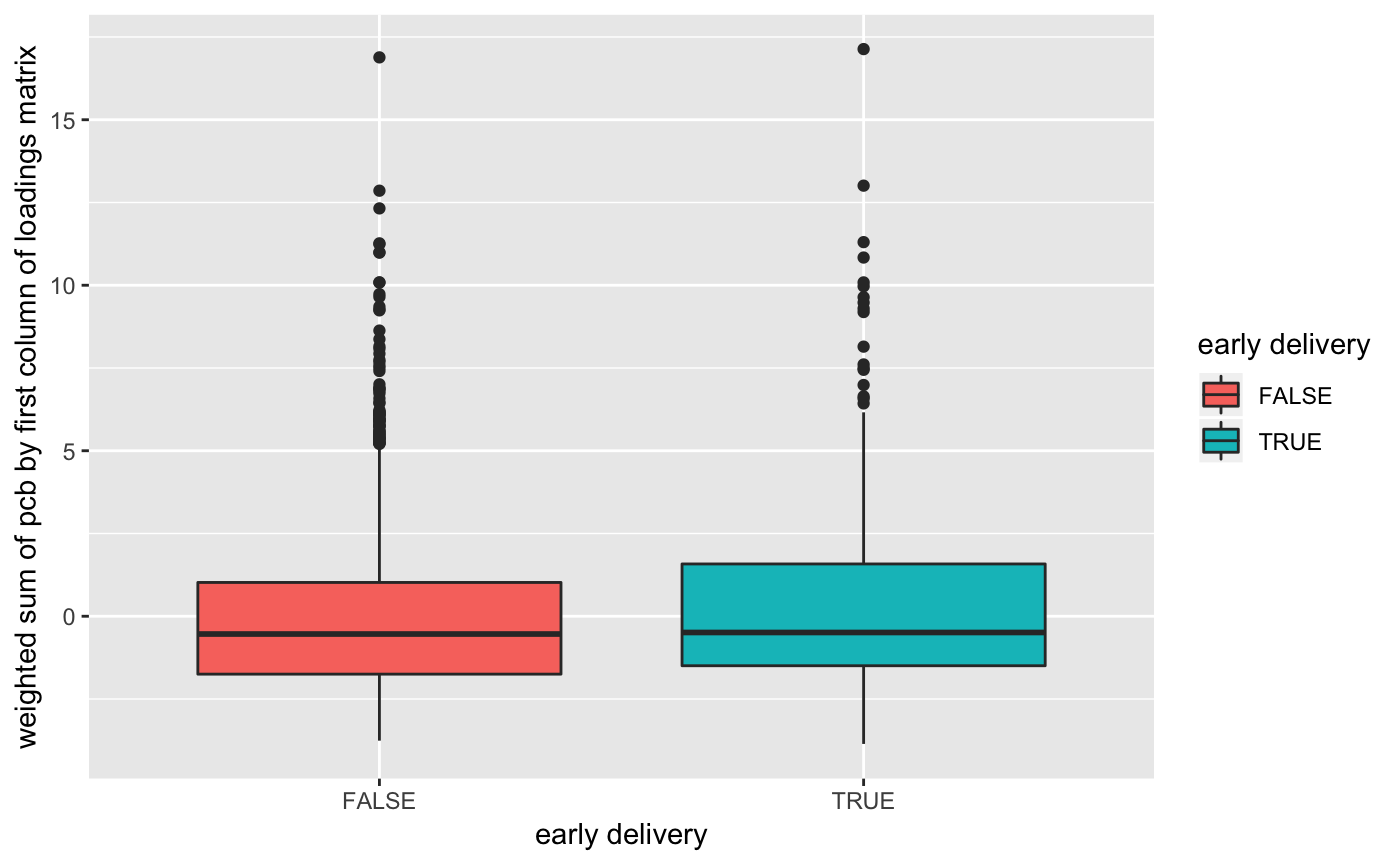 weighted sum of pcb by first column of loadings matrix
15
10
5
0
FALSE
TRUE
early delivery
early delivery
FALSE
TRUE